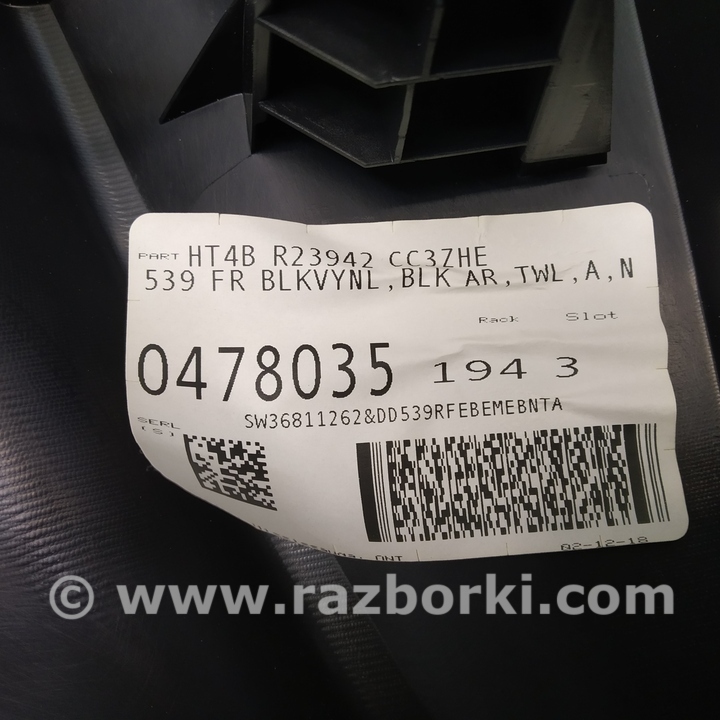 PART HT4B R23942 CC3ZHE
539 FR BLKVYNL,BLK AR,TWL,A,N
Rack Slot
0478035 194 3
SW36811262&DD539RFEBEMEBNTA
SERL
(S)
ONT
02-12-18
© www.razborki.com